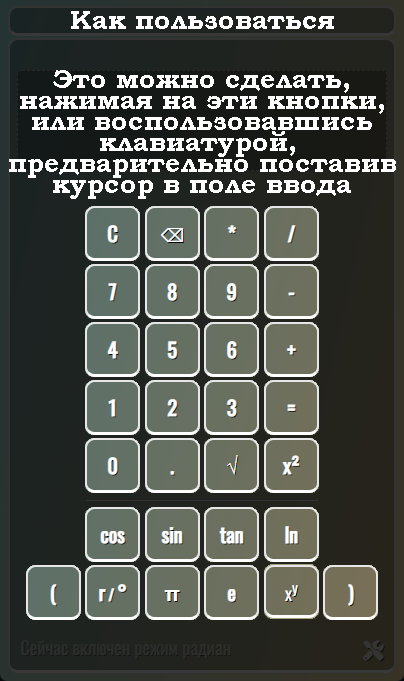 Как пользоваться
Это можно сделать,
нажимая на эти кнопки,
или воспользовавшись
клавиатурой,
предварительно поставив
курсор в поле ввода
C ⌫ * /
7 8 9 -
4 5 6 +
1 2 3 =
0 . √ x²
cos sin tan ln
( r/° π e xʸ )
Сейчас включен режим радиан